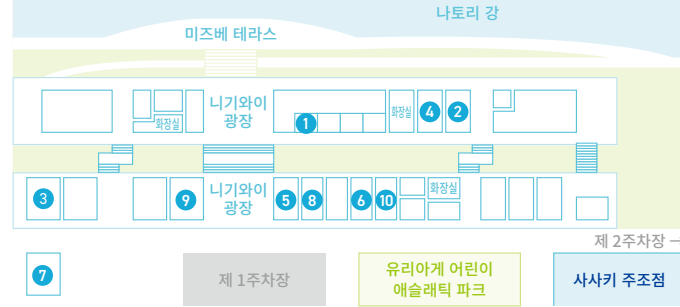 나토리 강
미즈베 테라스
니기와이
광장
화장실
1
화장실
4
2
니기와이
광장
3
9
5
8
6
10
화장실
제 2주차장 →
7
제 1주차장
유리아게 어린이
애슬래틱 파크
사사키 주조점